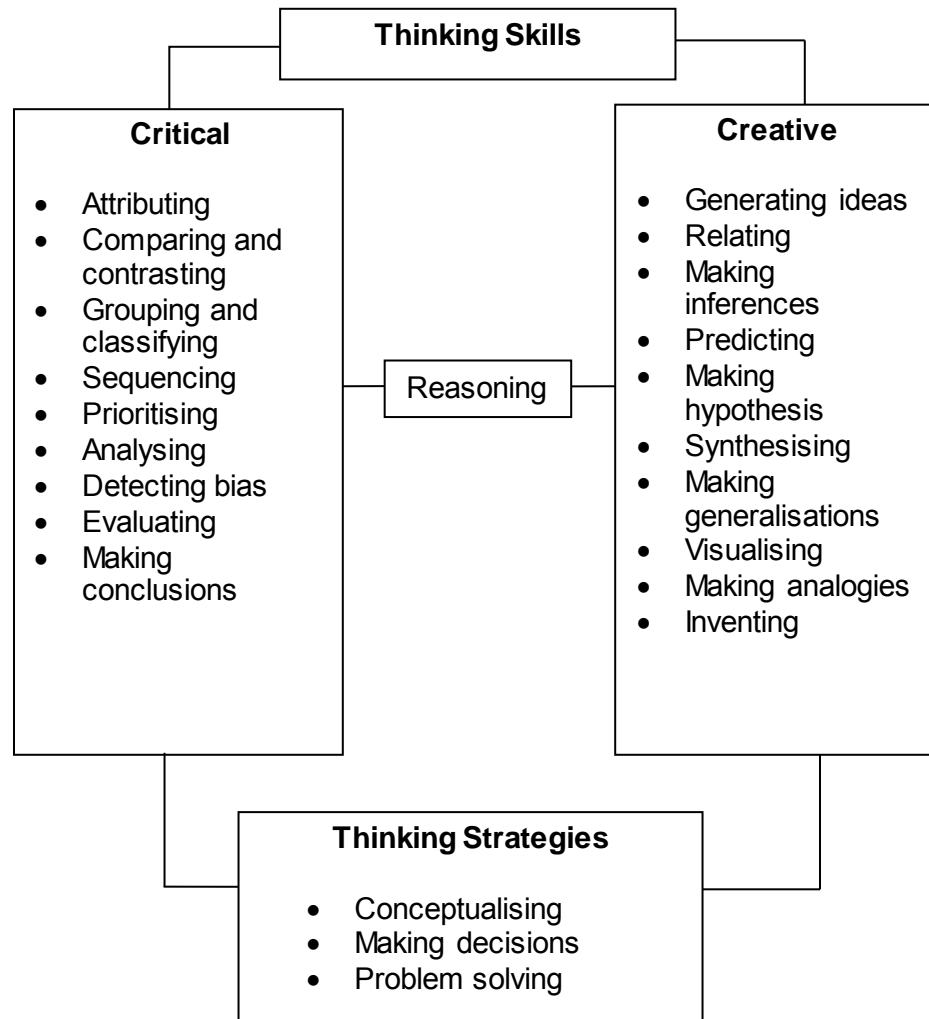 Thinking Skills
Critical
• Attributing
• Comparing and
contrasting
• Grouping and
classifying
• Sequencing
• Prioritising
• Analysing
• Detecting bias
• Evaluating
• Making
conclusions
Reasoning
Creative
• Generating ideas
• Relating
• Making
inferences
• Predicting
• Making
hypothesis
• Synthesising
• Making
generalisations
• Visualising
• Making analogies
• Inventing
Thinking Strategies
• Conceptualising
• Making decisions
• Problem solving